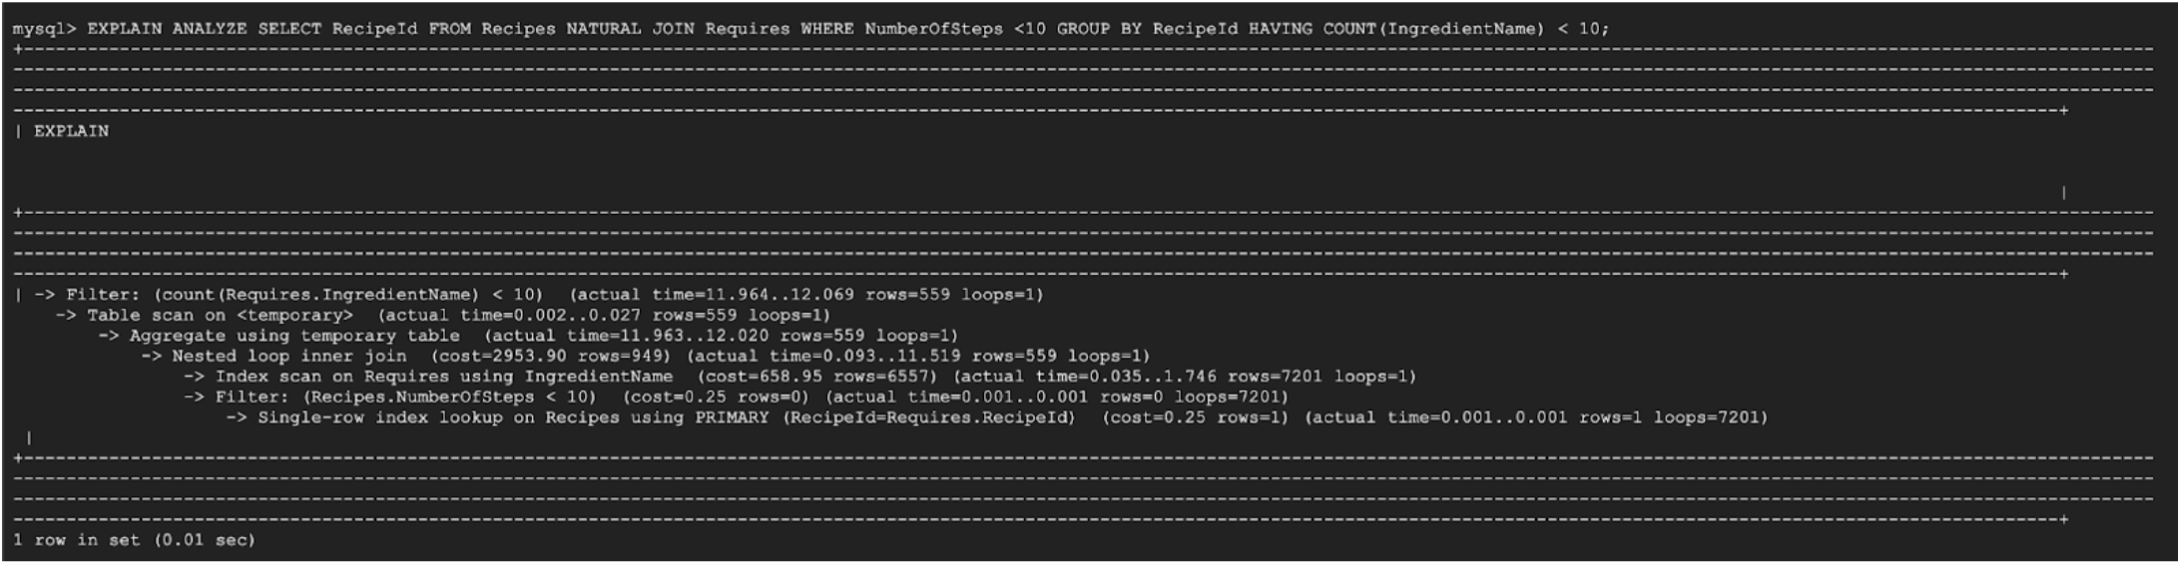 mysql> EXPLAIN ANALYZE SELECT RecipeId FROM Recipes NATURAL JOIN Requires WHERE NumberOfSteps <10 GROUP BY RecipeId HAVING COUNT(IngredientName) < 10;
| EXPLAIN
|
| -> Filter: (count(Requires.IngredientName) < 10)  (actual time=11.964..12.069 rows=559 loops=1)
-> Table scan on <temporary>  (actual time=0.002..0.027 rows=559 loops=1)
-> Aggregate using temporary table  (actual time=11.963..12.020 rows=559 loops=1)
-> Nested loop inner join  (cost=2953.90 rows=949) (actual time=0.093..11.519 rows=559 loops=1)
-> Index scan on Requires using IngredientName  (cost=658.95 rows=6557) (actual time=0.035..1.746 rows=7201 loops=1)
-> Filter: (Recipes.NumberOfSteps < 10)  (cost=0.25 rows=0) (actual time=0.001..0.001 rows=0 loops=7201)
-> Single-row index lookup on Recipes using PRIMARY (RecipeId=Requires.RecipeId)  (cost=0.25 rows=1) (actual time=0.001..0.001 rows=1 loops=7201)
|
1 row in set (0.01 sec)